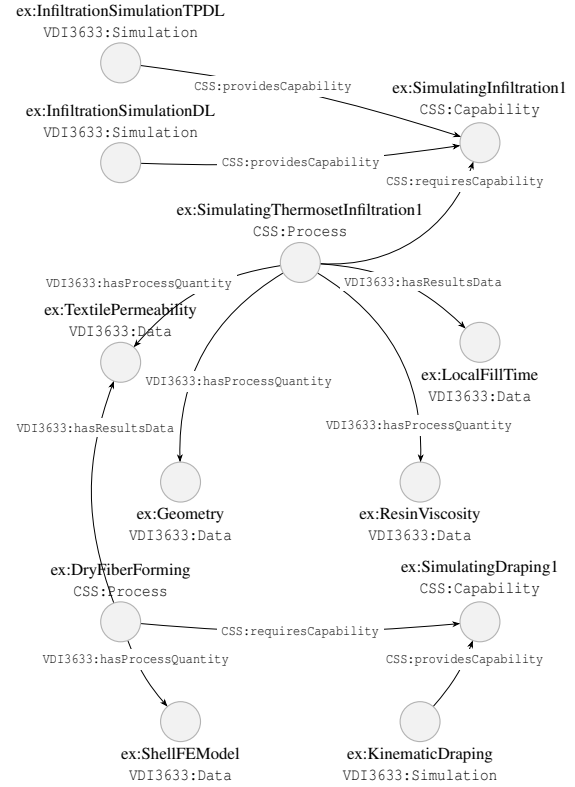 ex:InfiltrationSimulationTPDL
VDI3633:Simulation
CSS:providesCapability
ex:SimulatingInfiltration1
CSS:Capability
ex:InfiltrationSimulationDL
VDI3633:Simulation
CSS:providesCapability
CSS:requiresCapability
ex:SimulatingThermosetInfiltration1
CSS:Process
VDI3633:hasProcessQuantity
VDI3633:hasResultsData
ex:TextilePermeability
VDI3633:Data
ex:LocalFillTime
VDI3633:Data
VDI3633:hasProcessQuantity
VDI3633:hasResultsData
VDI3633:hasProcessQuantity
ex:Geometry
VDI3633:Data
ex:ResinViscosity
VDI3633:Data
ex:DryFiberForming
CSS:Process
ex:SimulatingDraping1
CSS:Capability
CSS:requiresCapability
VDI3633:hasProcessQuantity
CSS:providesCapability
ex:ShellFEModel
VDI3633:Data
ex:KinematicDraping
VDI3633:Simulation